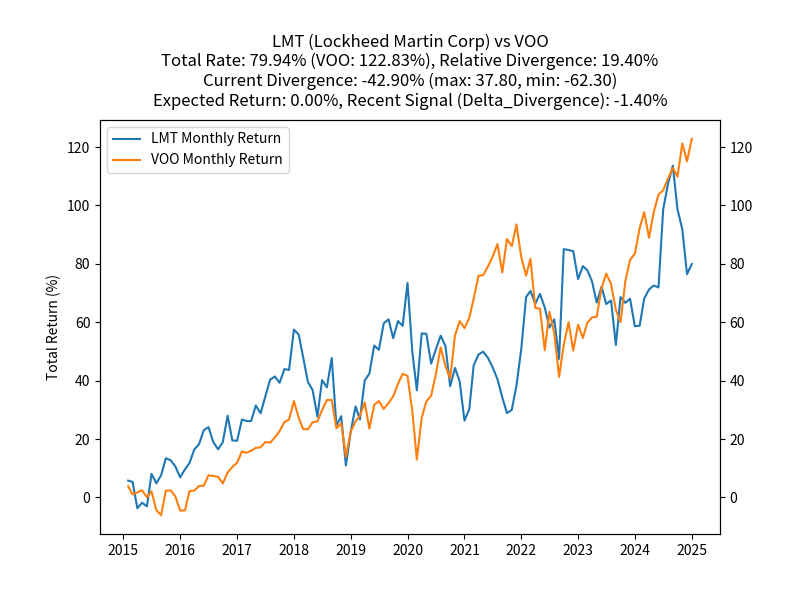 LMT (Lockheed Martin Corp) vs VOO
Total Rate: 79.94% (VOO: 122.83%), Relative Divergence: 19.40%
Current Divergence: -42.90% (max: 37.80, min: -62.30)
Expected Return: 0.00%, Recent Signal (Delta_Divergence): -1.40%
LMT Monthly Return
VOO Monthly Return
Total Return (%)
120
100
80
60
40
20
0
120
100
80
60
40
20
0
2015 2016 2017 2018 2019 2020 2021 2022 2023 2024 2025